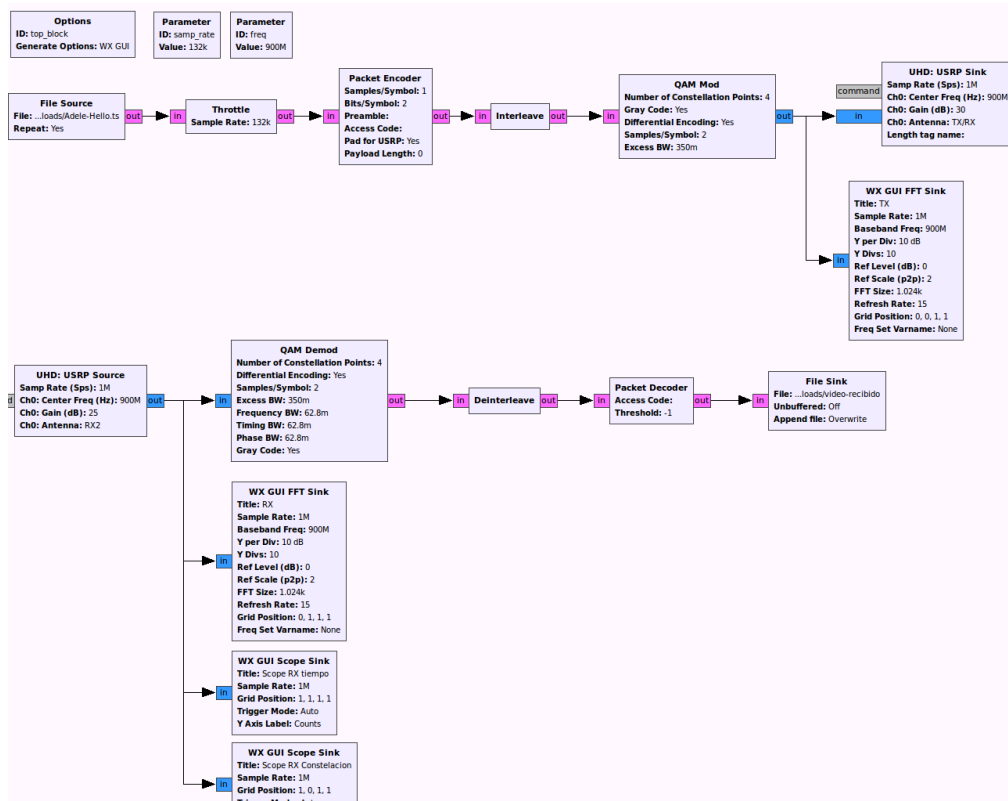 Options
ID: top_block
Generate Options: WX GUI
Parameter
ID: samp_rate
Value: 132k
Parameter
ID: freq
Value: 900M
File Source
File: ...loads/Adele-Hello.ts
Repeat: Yes
out
in
Throttle
Sample Rate: 132k
out
in
Packet Encoder
Samples/Symbol: 1
Bits/Symbol: 2
Preamble:
Access Code:
Pad for USRP: Yes
Payload Length: 0
out
in
Interleave
out
in
QAM Mod
Number of Constellation Points: 4
Gray Code: Yes
Differential Encoding: Yes
Samples/Symbol: 2
Excess BW: 350m
out
command
in
UHD: USRP Sink
Samp Rate (Sps): 1M
Ch0: Center Freq (Hz): 900M
Ch0: Gain (dB): 30
Ch0: Antenna: TX/RX
Length tag name:
in
WX GUI FFT Sink
Title: TX
Sample Rate: 1M
Baseband Freq: 900M
Y per Div: 10 dB
Y Divs: 10
Ref Level (dB): 0
Ref Scale (p2p): 2
FFT Size: 1.024k
Refresh Rate: 15
Grid Position: 0, 0, 1, 1
Freq Set Varname: None
d
UHD: USRP Source
Samp Rate (Sps): 1M
Ch0: Center Freq (Hz): 900M
Ch0: Gain (dB): 25
Ch0: Antenna: RX2
out
in
QAM Demod
Number of Constellation Points: 4
Differential Encoding: Yes
Samples/Symbol: 2
Excess BW: 350m
Frequency BW: 62.8m
Timing BW: 62.8m
Phase BW: 62.8m
Gray Code: Yes
out
in
Deinterleave
out
in
Packet Decoder
Access Code:
Threshold: -1
out
in
File Sink
File: ...loads/video-recibido
Unbuffered: Off
Append file: Overwrite
in
WX GUI FFT Sink
Title: RX
Sample Rate: 1M
Baseband Freq: 900M
Y per Div: 10 dB
Y Divs: 10
Ref Level (dB): 0
Ref Scale (p2p): 2
FFT Size: 1.024k
Refresh Rate: 15
Grid Position: 0, 1, 1, 1
Freq Set Varname: None
in
WX GUI Scope Sink
Title: Scope RX tiempo
Sample Rate: 1M
Grid Position: 1, 1, 1, 1
Trigger Mode: Auto
Y Axis Label: Counts
in
WX GUI Scope Sink
Title: Scope RX Constelacion
Sample Rate: 1M
Grid Position: 1, 0, 1, 1